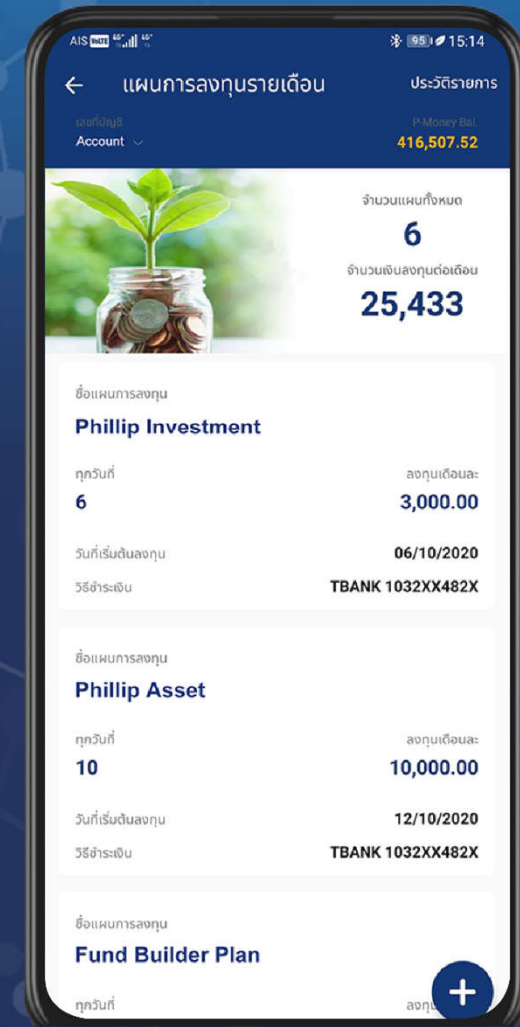 AIS VoLTE 46+ 46 95 15:14
← แผนการลงทุนรายเดือน ประวัติรายการ
เลขที่บัญชี P-Money Bal.
Account 416,507.52
จำนวนแผนทั้งหมด
6
จำนวนเงินลงทุนต่อเดือน
25,433
ชื่อแผนการลงทุน
Phillip Investment
ทุกวันที่ ลงทุนเดือนละ
6 3,000.00
วันที่เริ่มต้นลงทุน 06/10/2020
วิธีชำระเงิน TBANK 1032XX482X
ชื่อแผนการลงทุน
Phillip Asset
ทุกวันที่ ลงทุนเดือนละ
10 10,000.00
วันที่เริ่มต้นลงทุน 12/10/2020
วิธีชำระเงิน TBANK 1032XX482X
ชื่อแผนการลงทุน
Fund Builder Plan
ทุกวันที่
+